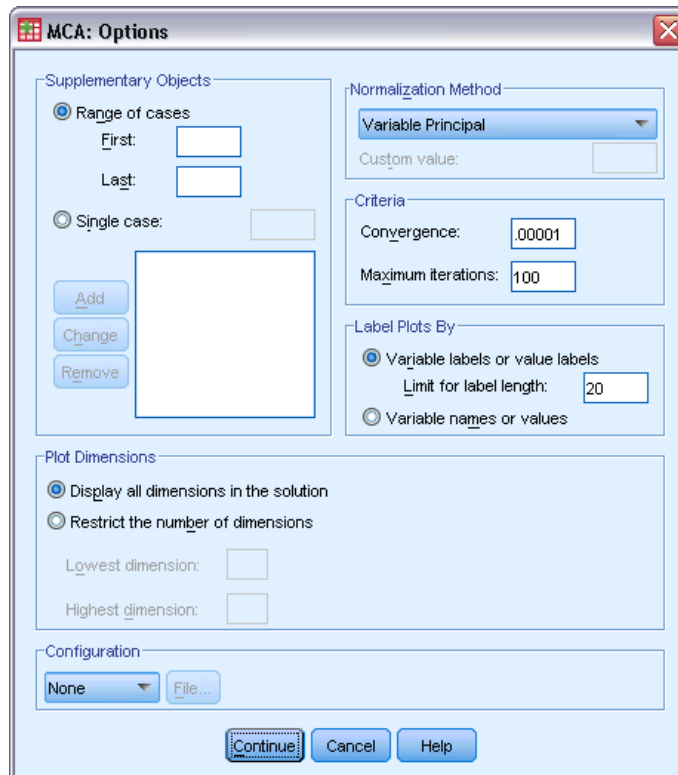 MCA: Options
Supplementary Objects
Range of cases
First:
Last:
Single case:
Add
Change
Remove
Normalization Method
Variable Principal
Custom value:
Criteria
Convergence: .00001
Maximum iterations: 100
Label Plots By
Variable labels or value labels
Limit for label length: 20
Variable names or values
Plot Dimensions
Display all dimensions in the solution
Restrict the number of dimensions
Lowest dimension:
Highest dimension:
Configuration
None File...
Continue Cancel Help